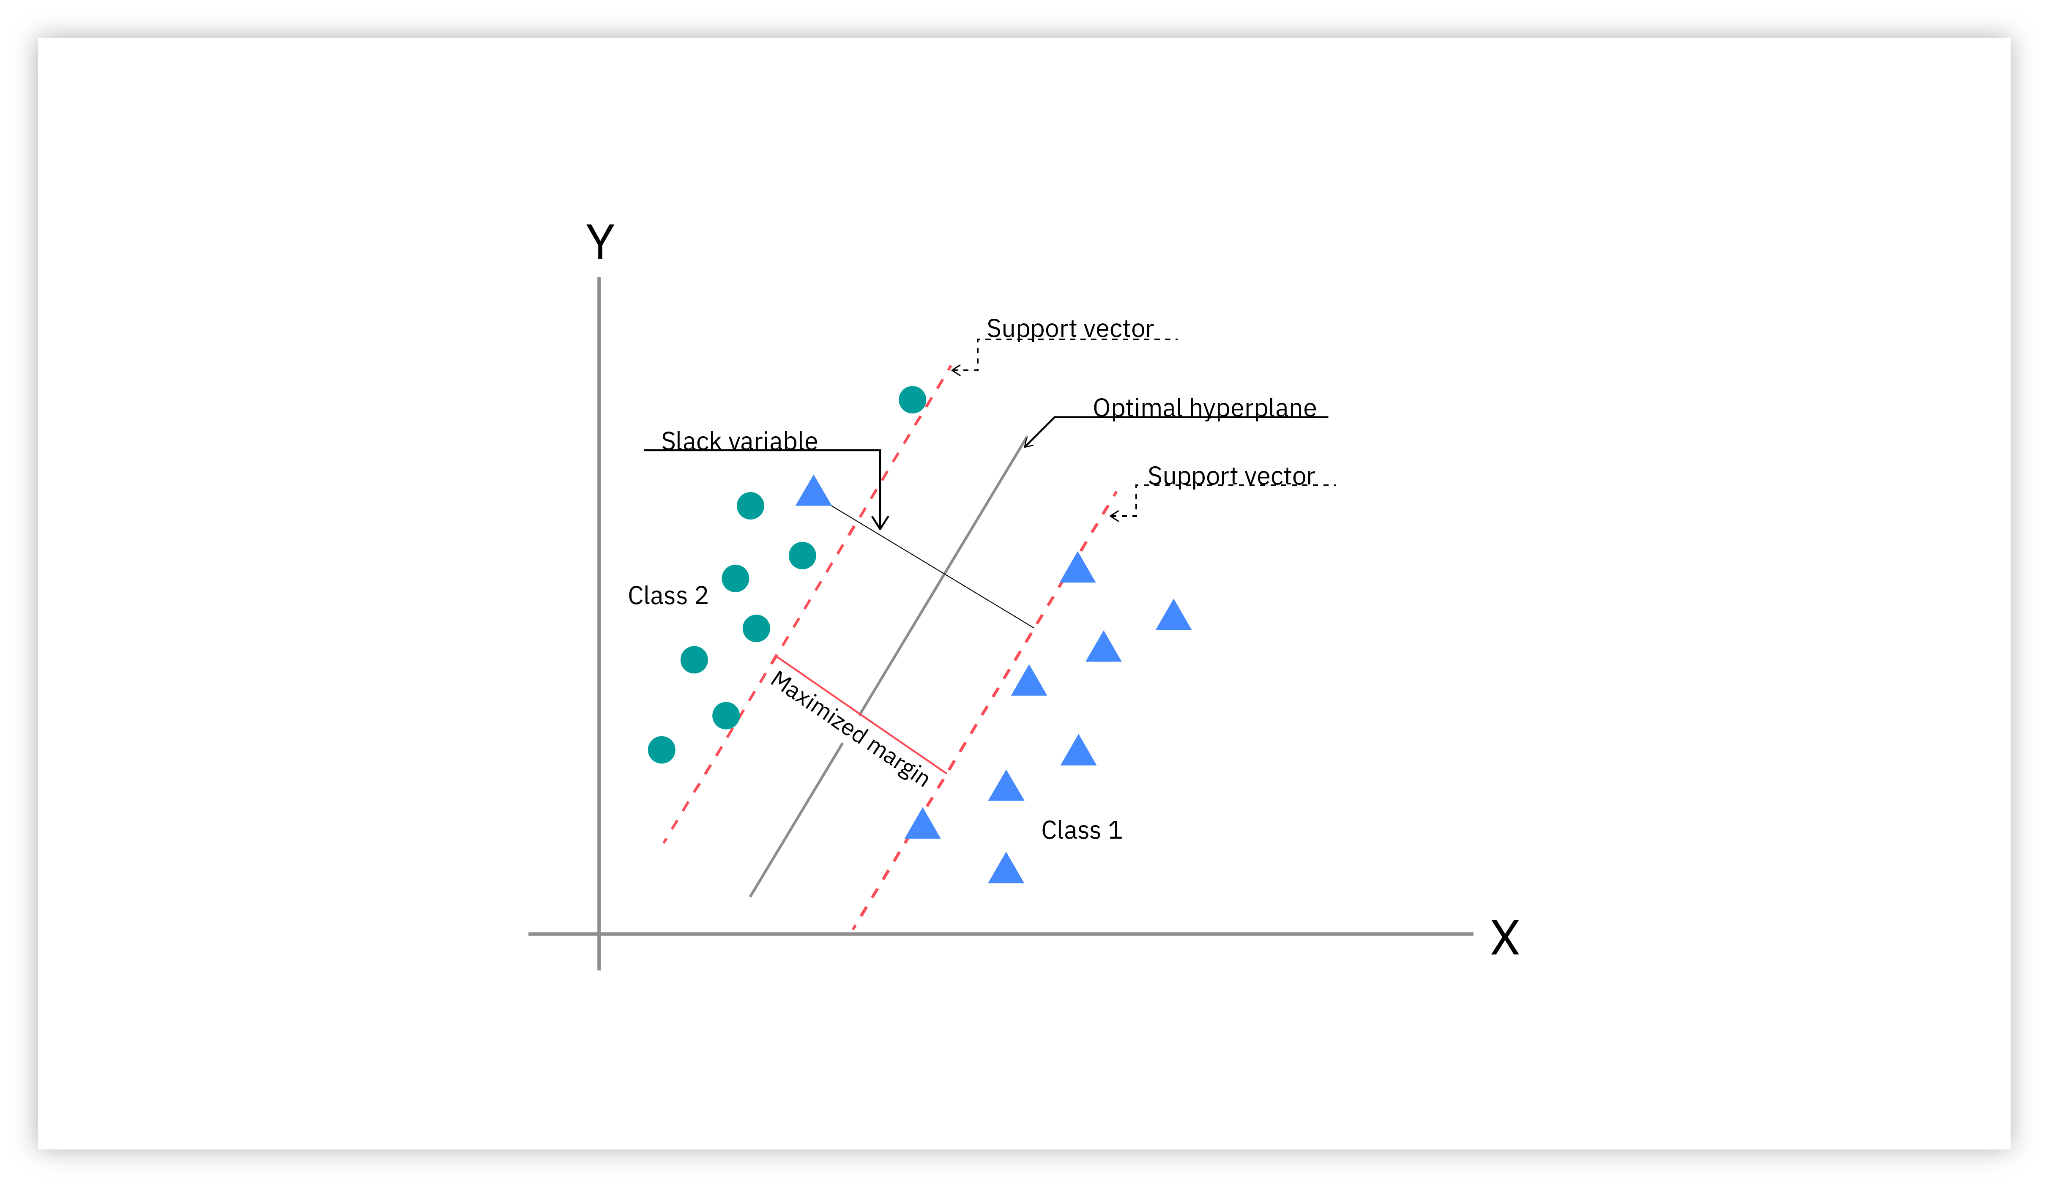 Y
Support vector
Optimal hyperplane
Slack variable
Support vector
Class 2
Maximized margin
Class 1
X